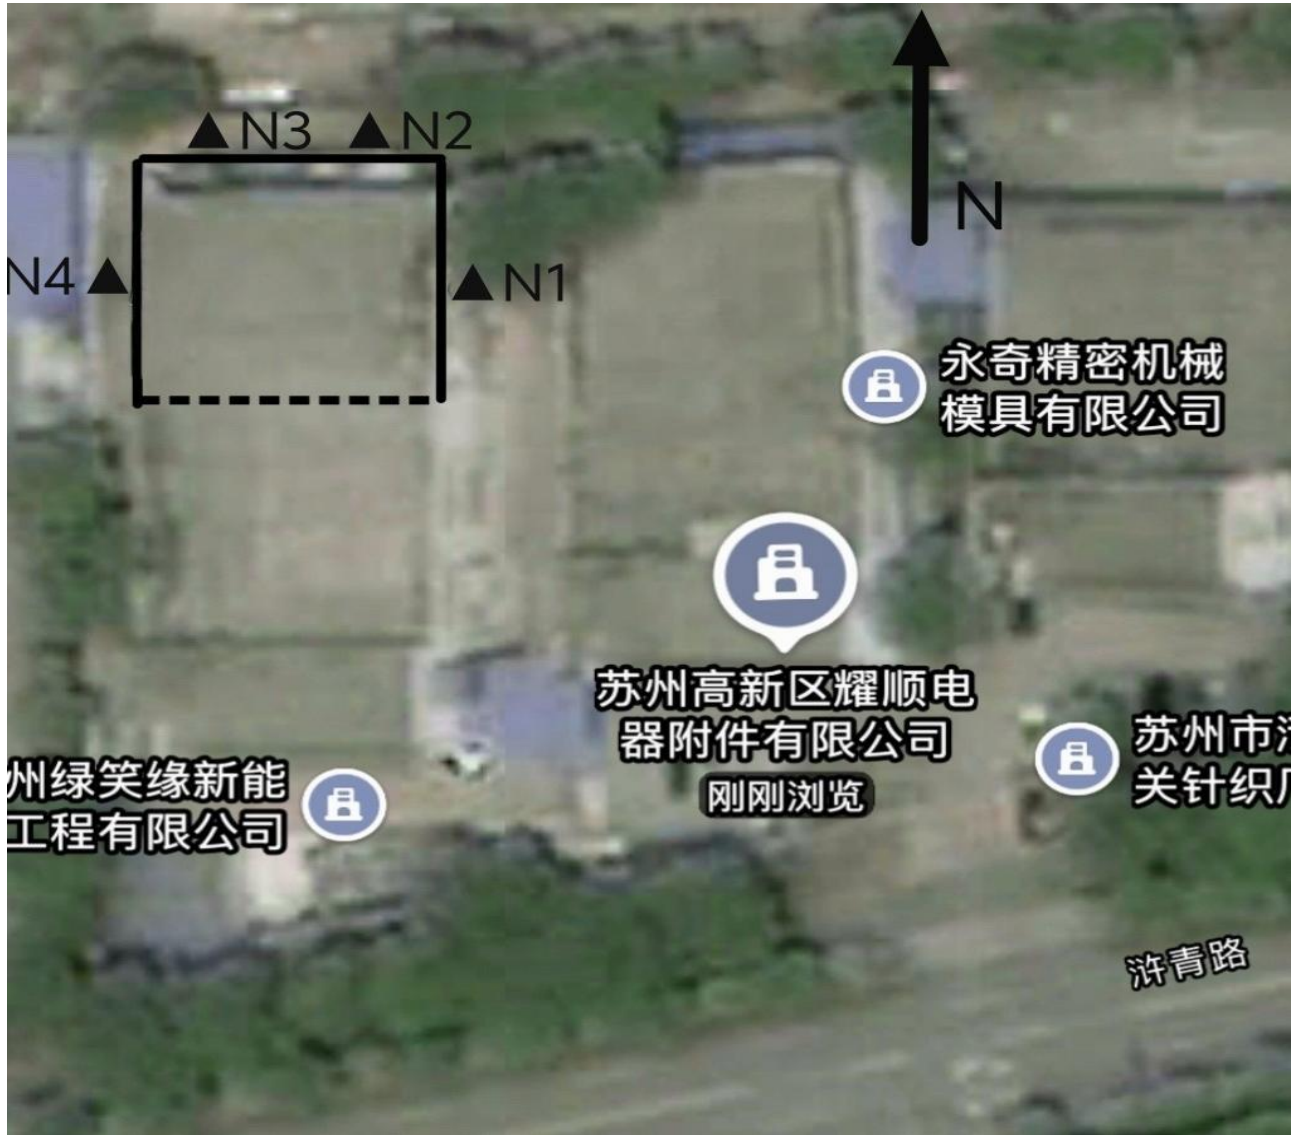 ▲N3 ▲N2
N
N4▲
▲N1
永奇精密机械
模具有限公司
苏州高新区耀顺电
器附件有限公司
刚刚浏览
苏州市浒
关针织厂
州绿笑缘新能
工程有限公司
浒青路